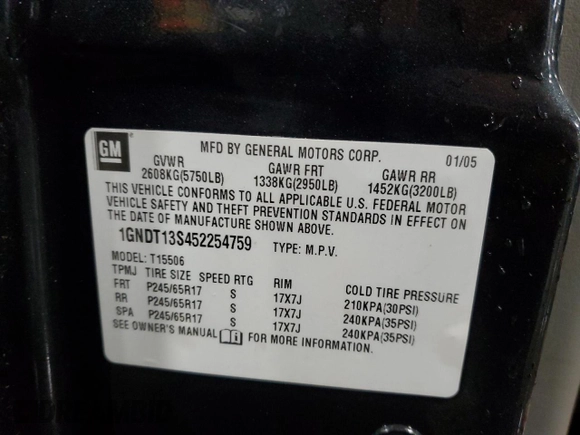 GM MFD BY GENERAL MOTORS CORP. 01/05
GVWR GAWR FRT GAWR RR
2608KG(5750LB) 1338KG(2950LB) 1452KG(3200LB)
THIS VEHICLE CONFORMS TO ALL APPLICABLE U.S. FEDERAL MOTOR
VEHICLE SAFETY AND THEFT PREVENTION STANDARDS IN EFFECT ON
THE DATE OF MANUFACTURE SHOWN ABOVE.
1GNDT13S452254759 TYPE: M.P.V.
MODEL: T15506
TPMJ TIRE SIZE SPEED RTG RIM COLD TIRE PRESSURE
FRT P245/65R17 S 17X7J 210KPA(30PSI)
RR P245/65R17 S 17X7J 240KPA(35PSI)
SPA P245/65R17 S 17X7J 240KPA(35PSI)
SEE OWNER'S MANUAL FOR MORE INFORMATION.